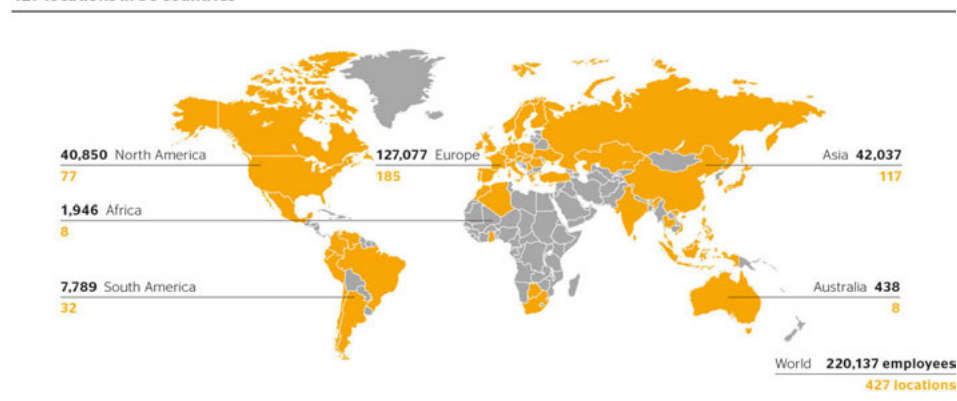 40,850 North America
77
127,077 Europe
185
Asia 42,037
117
1,946 Africa
8
7,789 South America
32
Australia 438
8
World 220,137 employees
427 locations